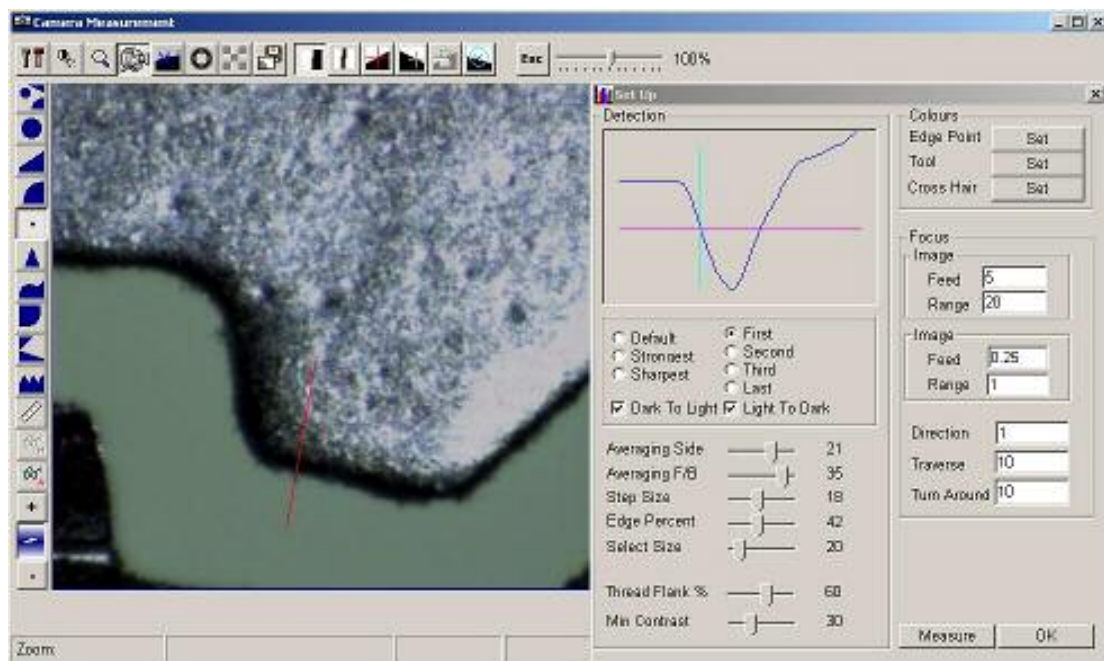 Camera Measurement
Esc 100%
Set Up
Detection
Default
Strongest
Sharpest
First
Second
Third
Last
Dark To Light
Light To Dark
Averaging Side 21
Averaging F/B 35
Step Size 18
Edge Percent 42
Select Size 20
Thread Flank % 60
Min Contrast 30
Colours
Edge Point Set
Tool Set
Cross Hair Set
Focus
Image
Feed 5
Range 20
Image
Feed 0.25
Range 1
Direction 1
Traverse 10
Turn Around 10
Measure OK
Zoom: